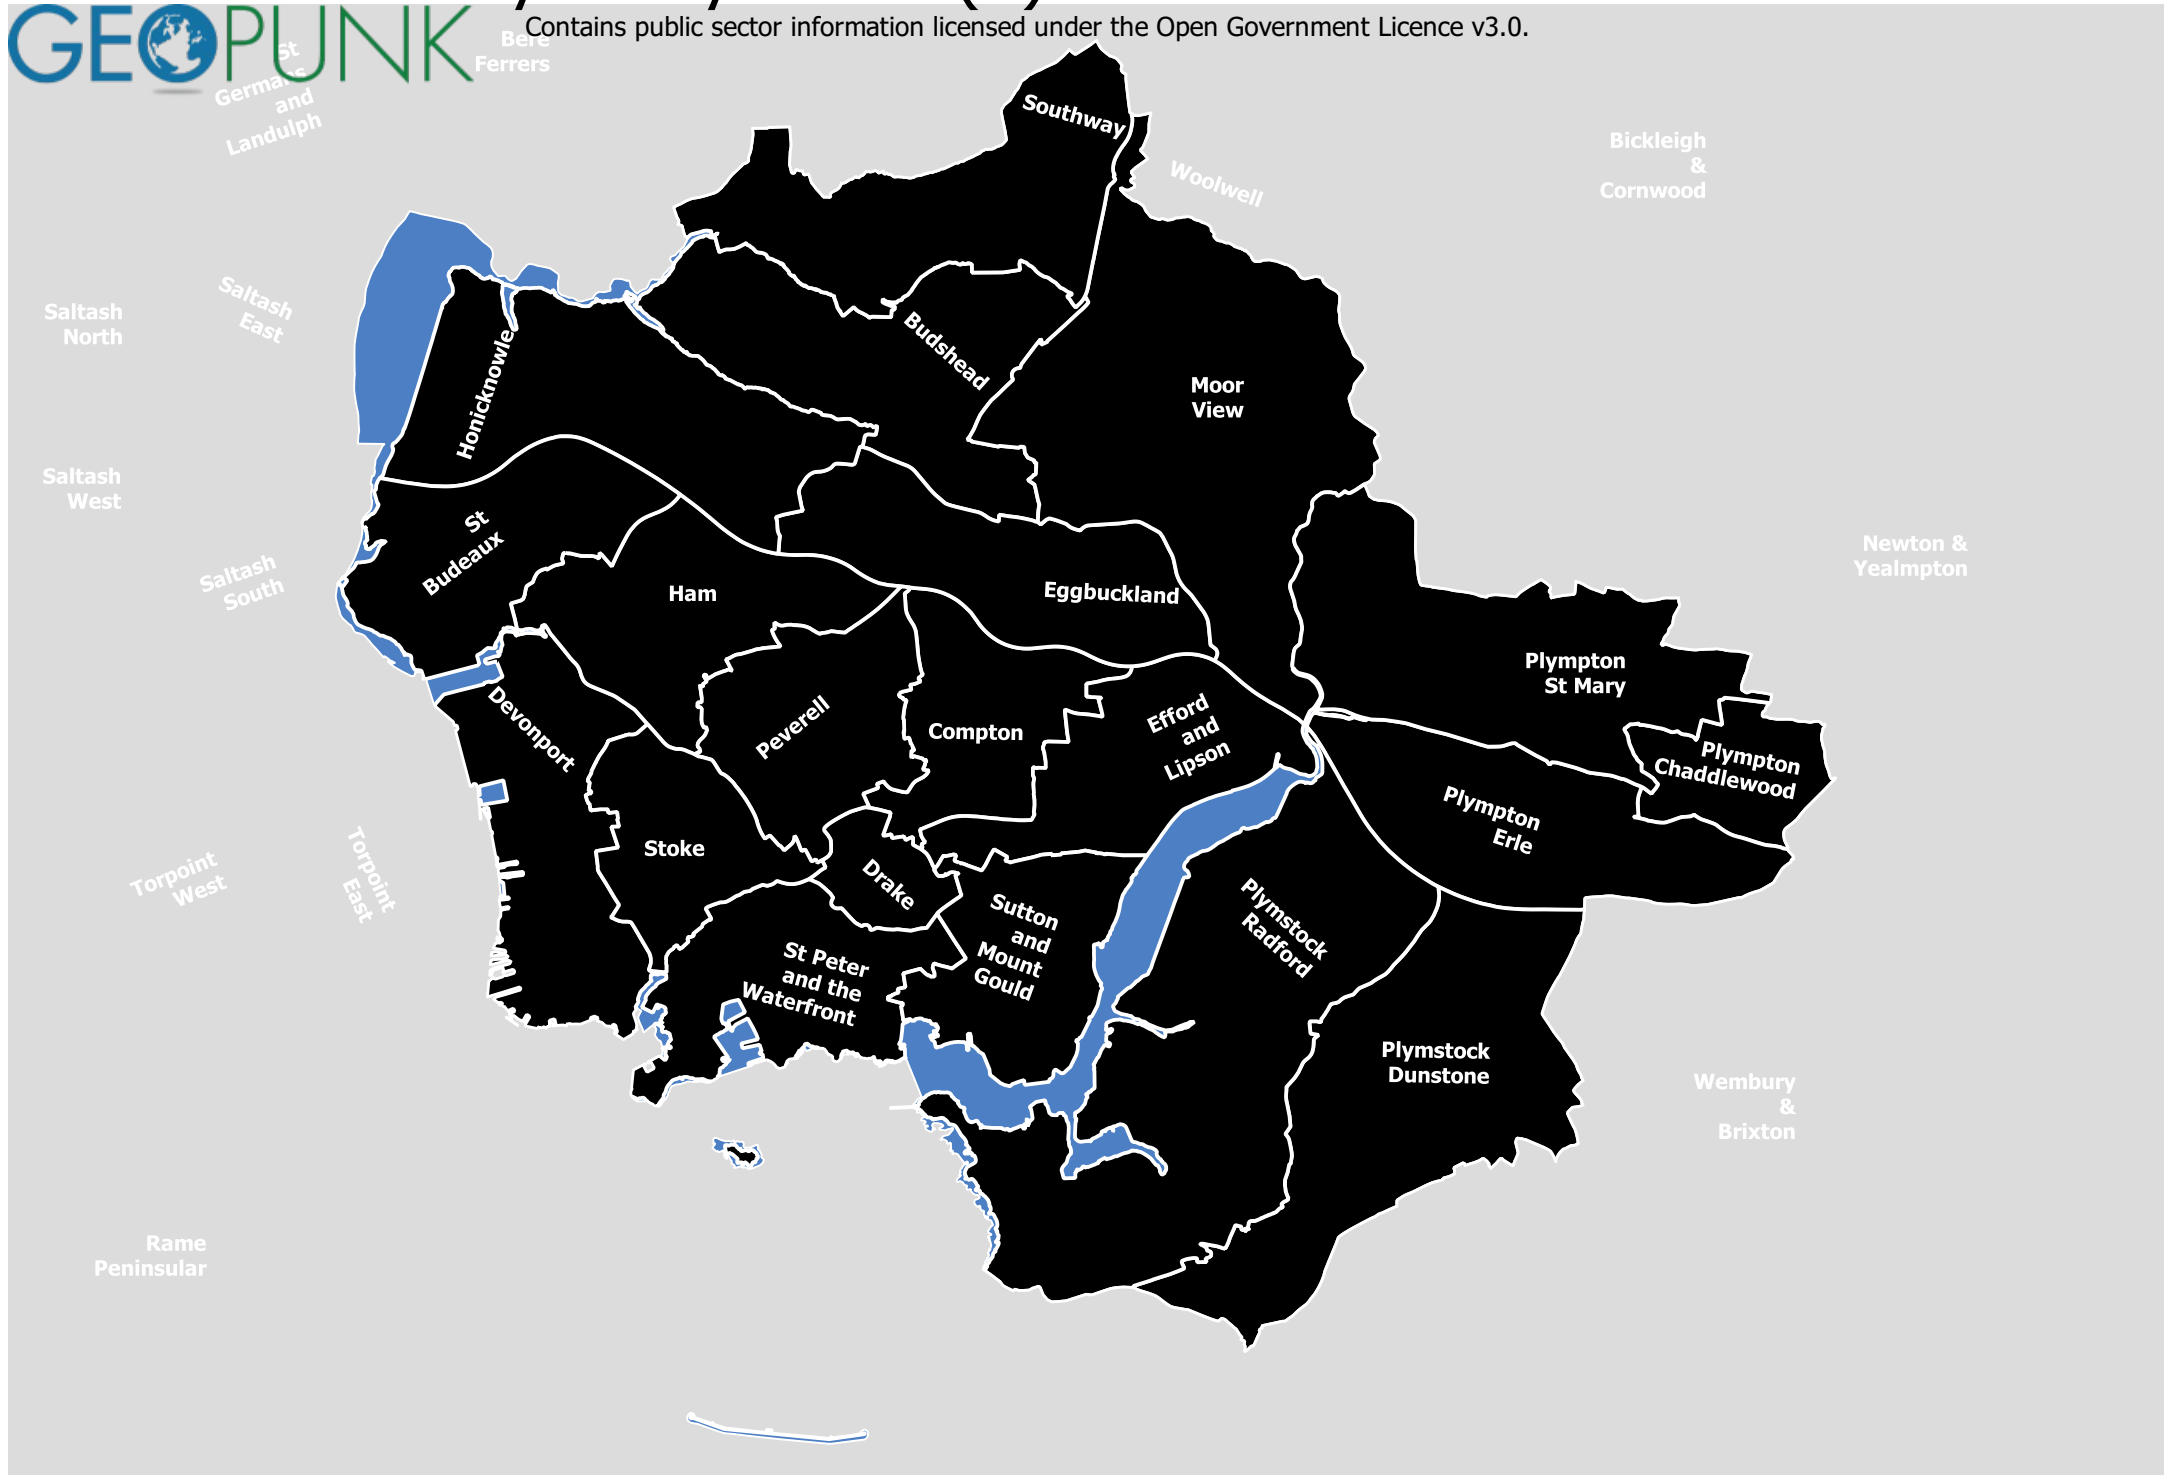 GEOPUNK
Contains public sector information licensed under the Open Government Licence v3.0.
St
Germans
and
Landulph
Bere
Ferrers
Southway
Woolwell
Bickleigh
&
Cornwood
Saltash
North
Saltash
East
Honicknowle
Budshead
Moor
View
Saltash
West
St
Budeaux
Saltash
South
Ham
Eggbuckland
Newton &
Yealmpton
Devonport
Peverell
Compton
Efford
and
Lipson
Plympton
St Mary
Plympton
Chaddlewood
Plympton
Erle
Torpoint
West
Torpoint
East
Stoke
Drake
Sutton
and
Mount
Gould
Plymstock
Radford
St Peter
and the
Waterfront
Plymstock
Dunstone
Wembury
&
Brixton
Rame
Peninsular